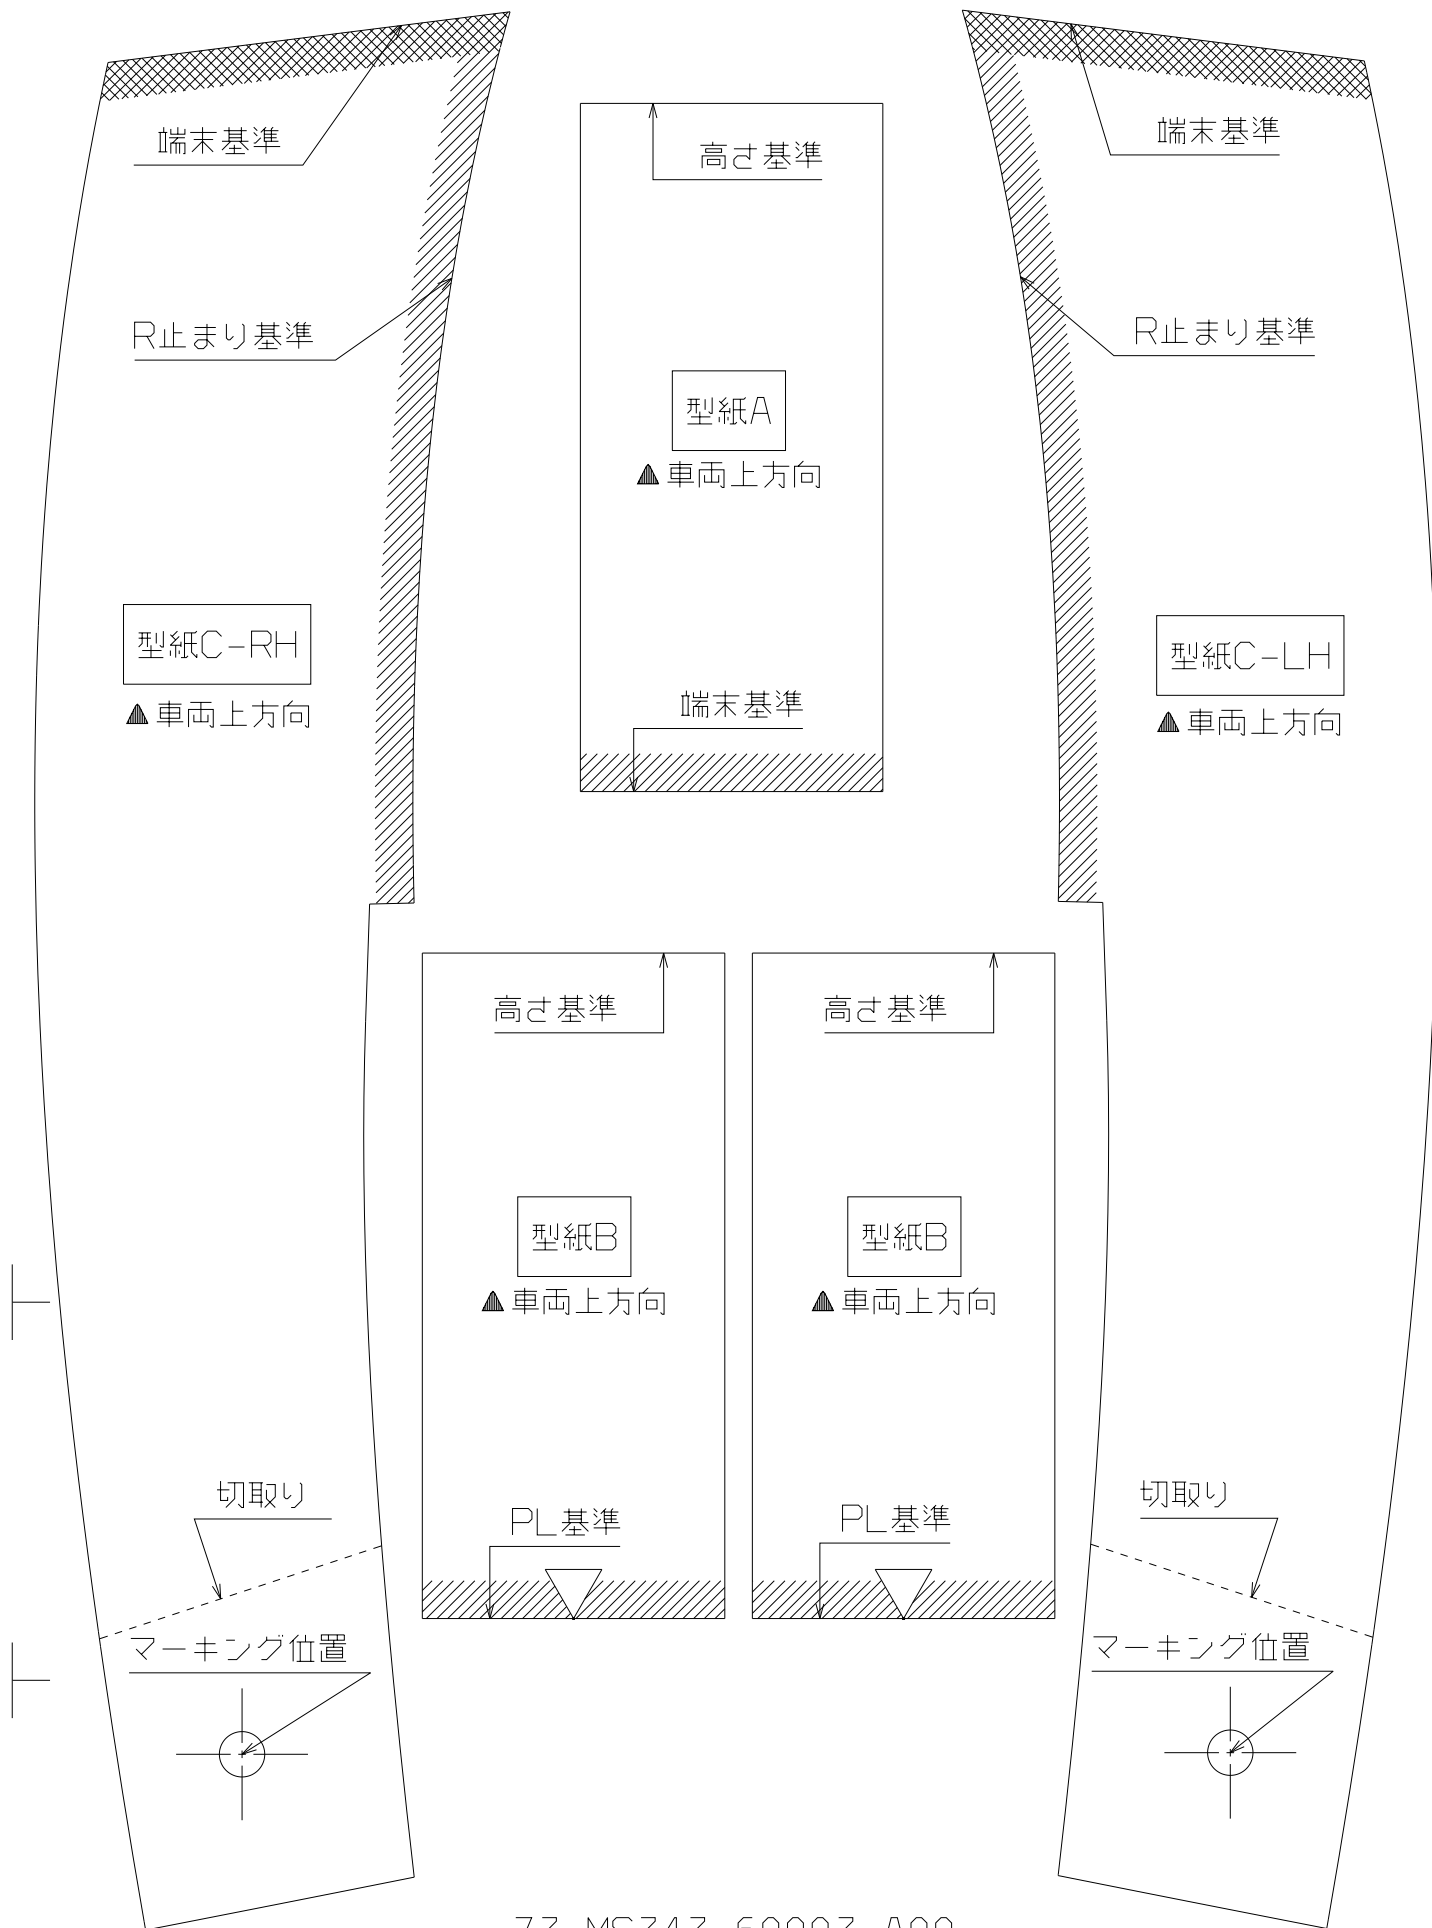 端末基準
端末基準
高さ基準
R止まり基準
R止まり基準
型紙A
▲車両上方向
型紙C-RH
▲車両上方向
型紙C-LH
▲車両上方向
端末基準
高さ基準
高さ基準
型紙B
▲車両上方向
型紙B
▲車両上方向
切取り
切取り
PL基準
PL基準
マーキング位置
マーキング位置